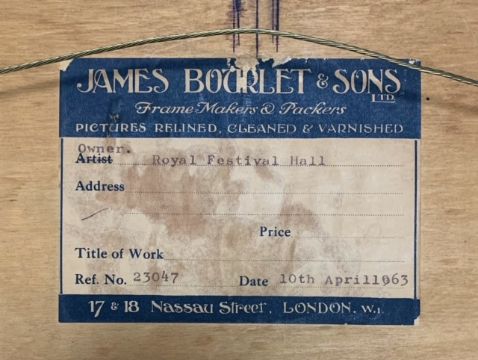 JAMES BOURLET & SONS LTD.
Frame Makers & Packers
PICTURES RELINED, CLEANED & VARNISHED
Owner.
Artist Royal Festival Hall
Address
Price
Title of Work
Ref. No. 23047 Date 10th April1963
17 & 18 Nassau Street, LONDON. W.1.